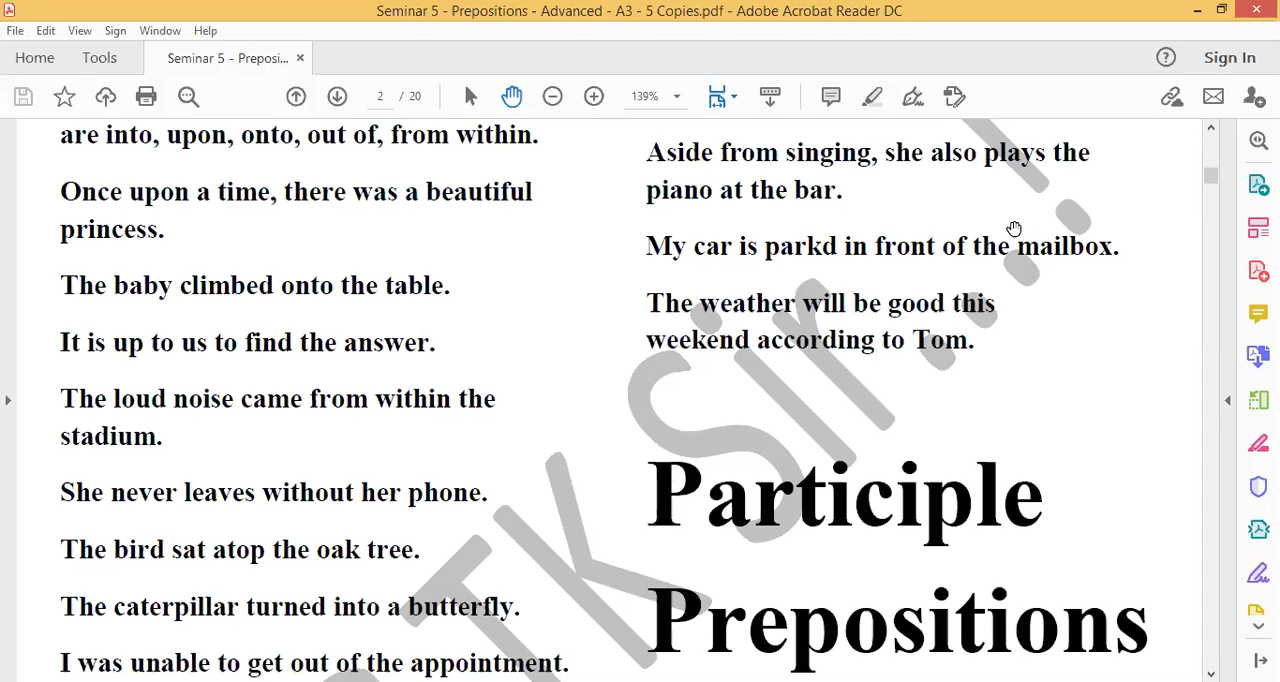 Seminar 5 - Prepositions - Advanced - A3 - 5 Copies.pdf - Adobe Acrobat Reader DC
File Edit View Sign Window Help
Home Tools Seminar 5 - Preposi... × Sign In
2 / 20 139%
are into, upon, onto, out of, from within.
Once upon a time, there was a beautiful
princess.
The baby climbed onto the table.
It is up to us to find the answer.
The loud noise came from within the
stadium.
She never leaves without her phone.
The bird sat atop the oak tree.
The caterpillar turned into a butterfly.
I was unable to get out of the appointment.
Aside from singing, she also plays the
piano at the bar.
My car is parkd in front of the mailbox.
The weather will be good this
weekend according to Tom.
Participle
Prepositions
TK Sir..!